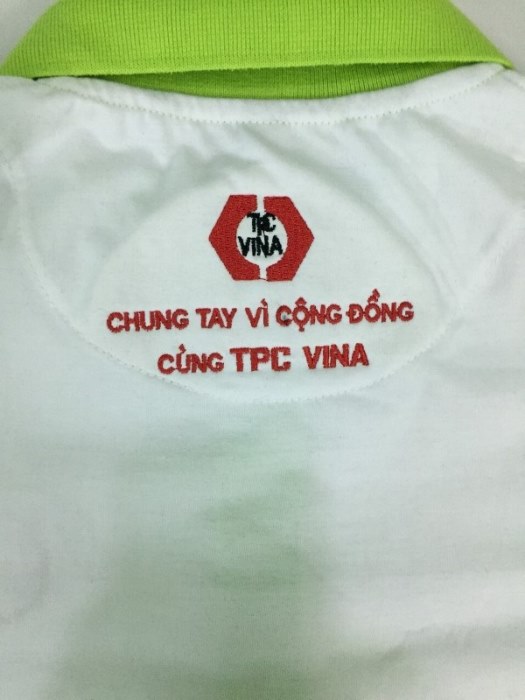 TPC
VINA
CHUNG TAY VÌ CỘNG ĐỒNG
CÙNG TPC VINA